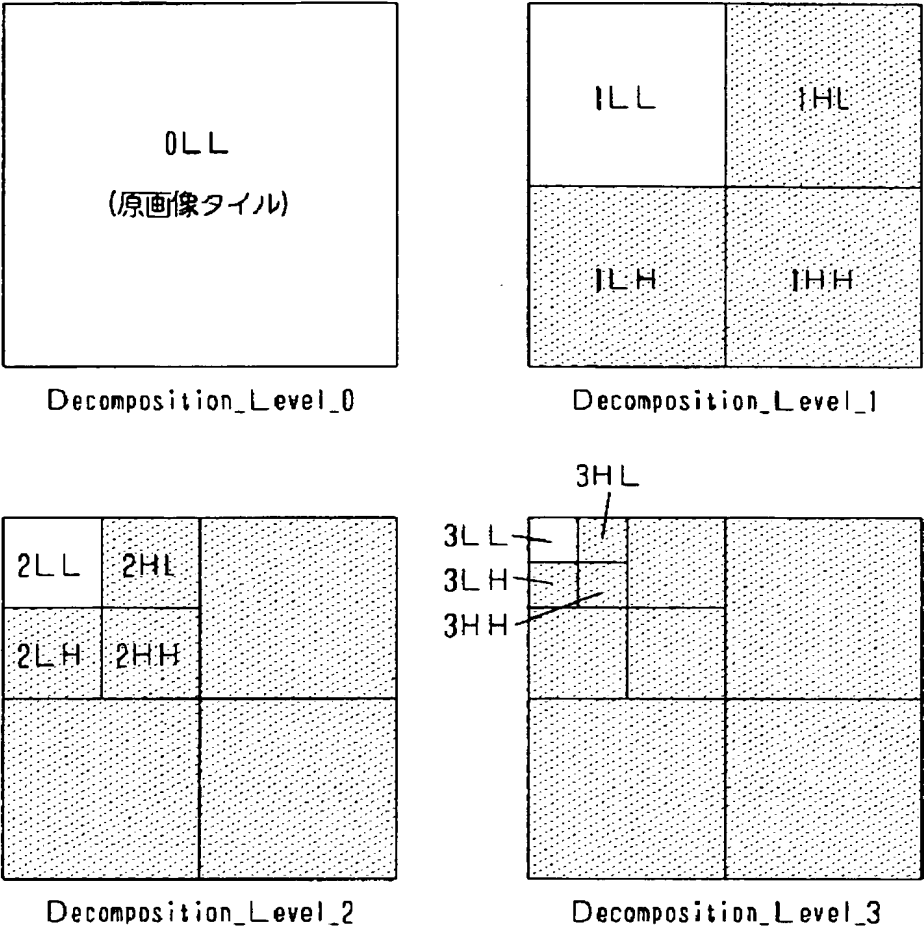 0LL
(原画像タイル)
Decomposition_Level_0
1LL
1HL
1LH
1HH
Decomposition_Level_1
2LL
2HL
2LH
2HH
Decomposition_Level_2
3HL
3LL
3LH
3HH
Decomposition_Level_3